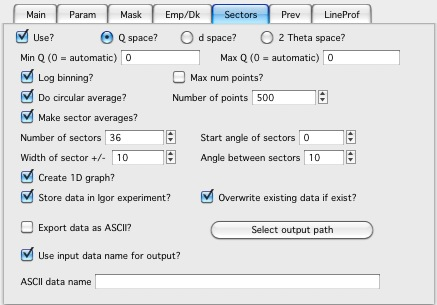 Main Param Mask Emp/Dk Sectors Prev LineProf
Use? Q space? d space? 2 Theta space?
Min Q (0 = automatic) 0 Max Q (0 = automatic) 0
Log binning? Max num points?
Do circular average? Number of points 500
Make sector averages?
Number of sectors 36 Start angle of sectors 0
Width of sector +/- 10 Angle between sectors 10
Create 1D graph?
Store data in Igor experiment? Overwrite existing data if exist?
Export data as ASCII? Select output path
Use input data name for output?
ASCII data name